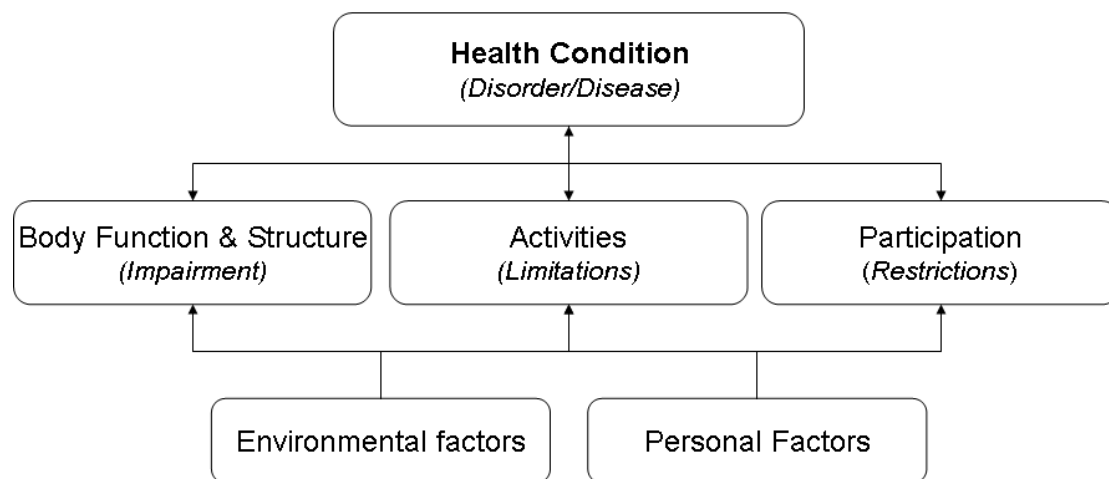 Health Condition
(Disorder/Disease)
Body Function & Structure
(Impairment)
Activities
(Limitations)
Participation
(Restrictions)
Environmental factors
Personal Factors